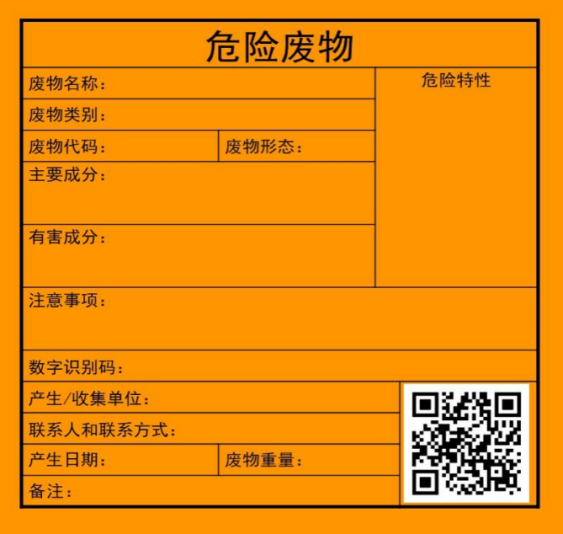 危险废物
废物名称：
危险特性
废物类别：
废物代码：
废物形态：
主要成分：
有害成分：
注意事项：
数字识别码：
产生/收集单位：
联系人和联系方式：
产生日期：
废物重量：
备注：